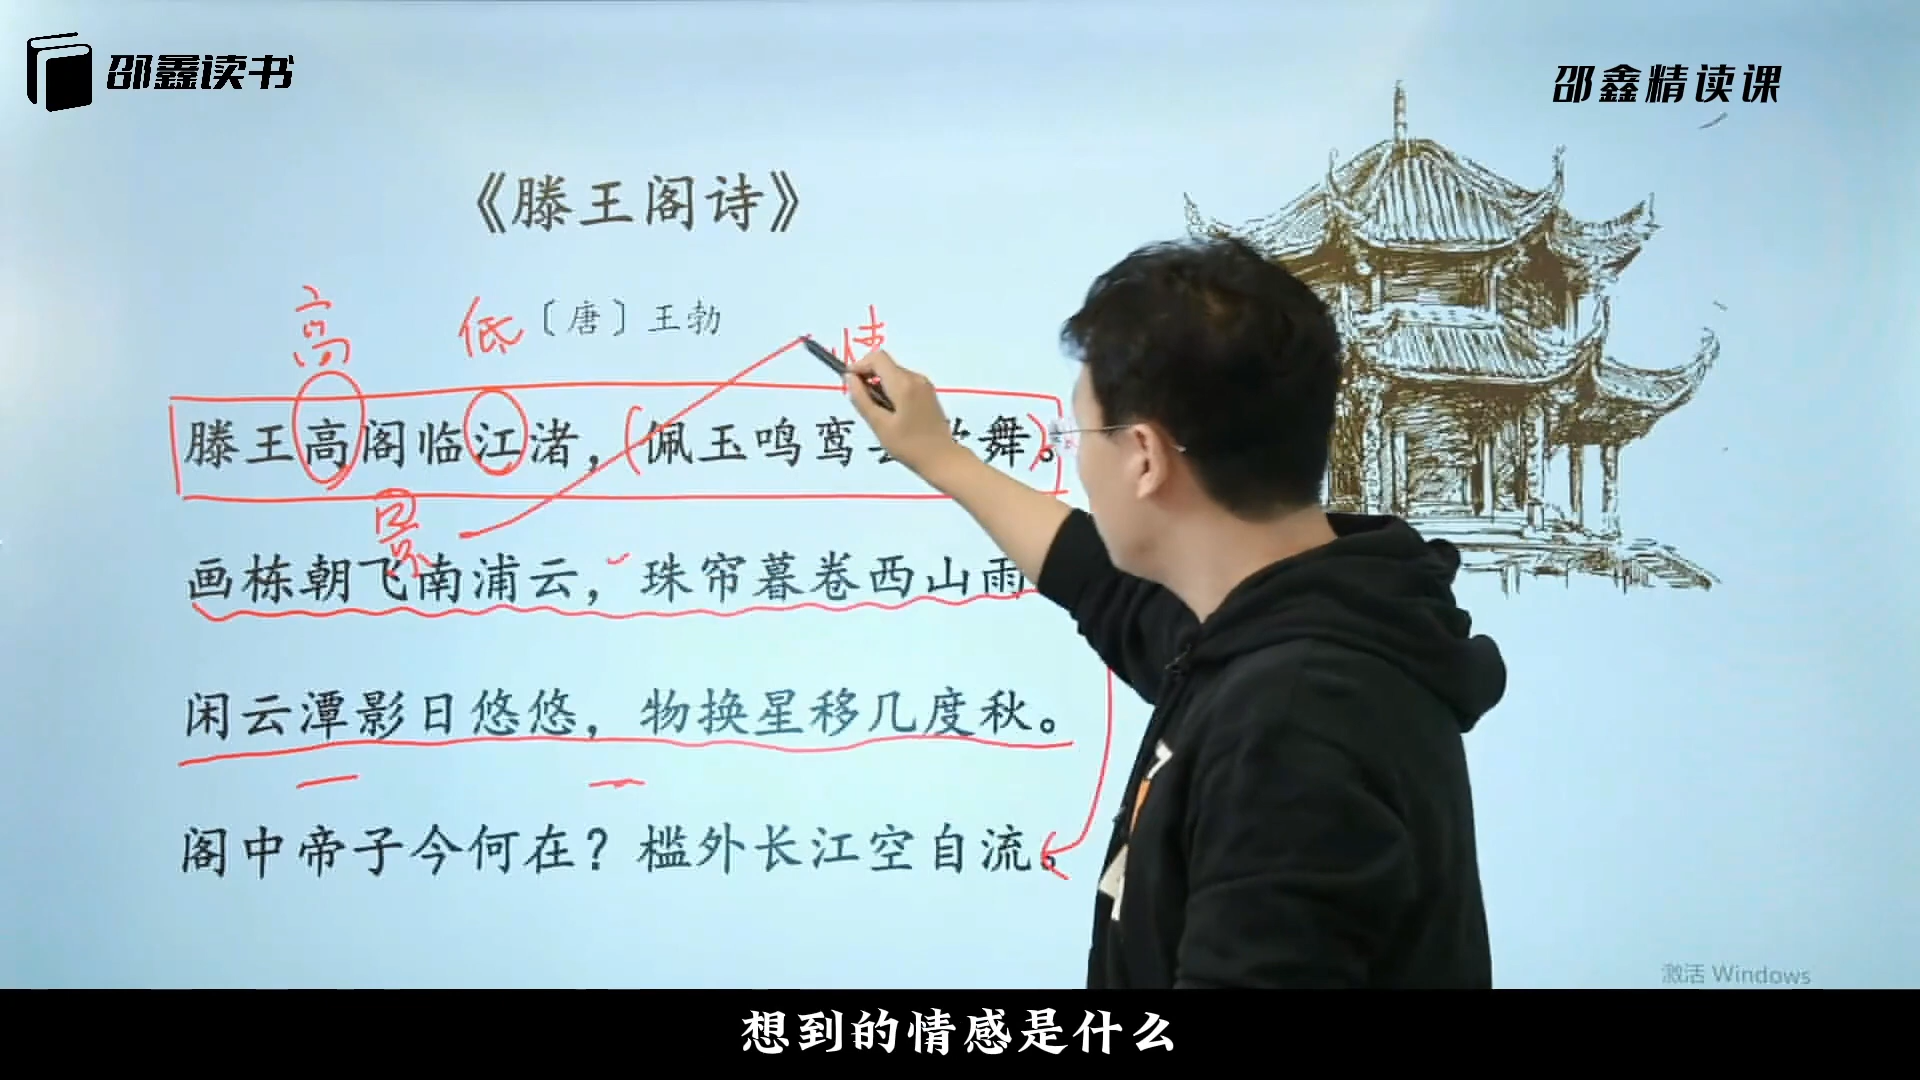 邵鑫读书
邵鑫精读课
《滕王阁诗》
高
低
〔唐〕王勃
滕王高阁临江渚，佩玉鸣鸾 舞。
景
画栋朝飞南浦云，珠帘暮卷西山雨
闲云潭影日悠悠，物换星移几度秋。
阁中帝子今何在？槛外长江空自流。
激活 Windows
想到的情感是什么